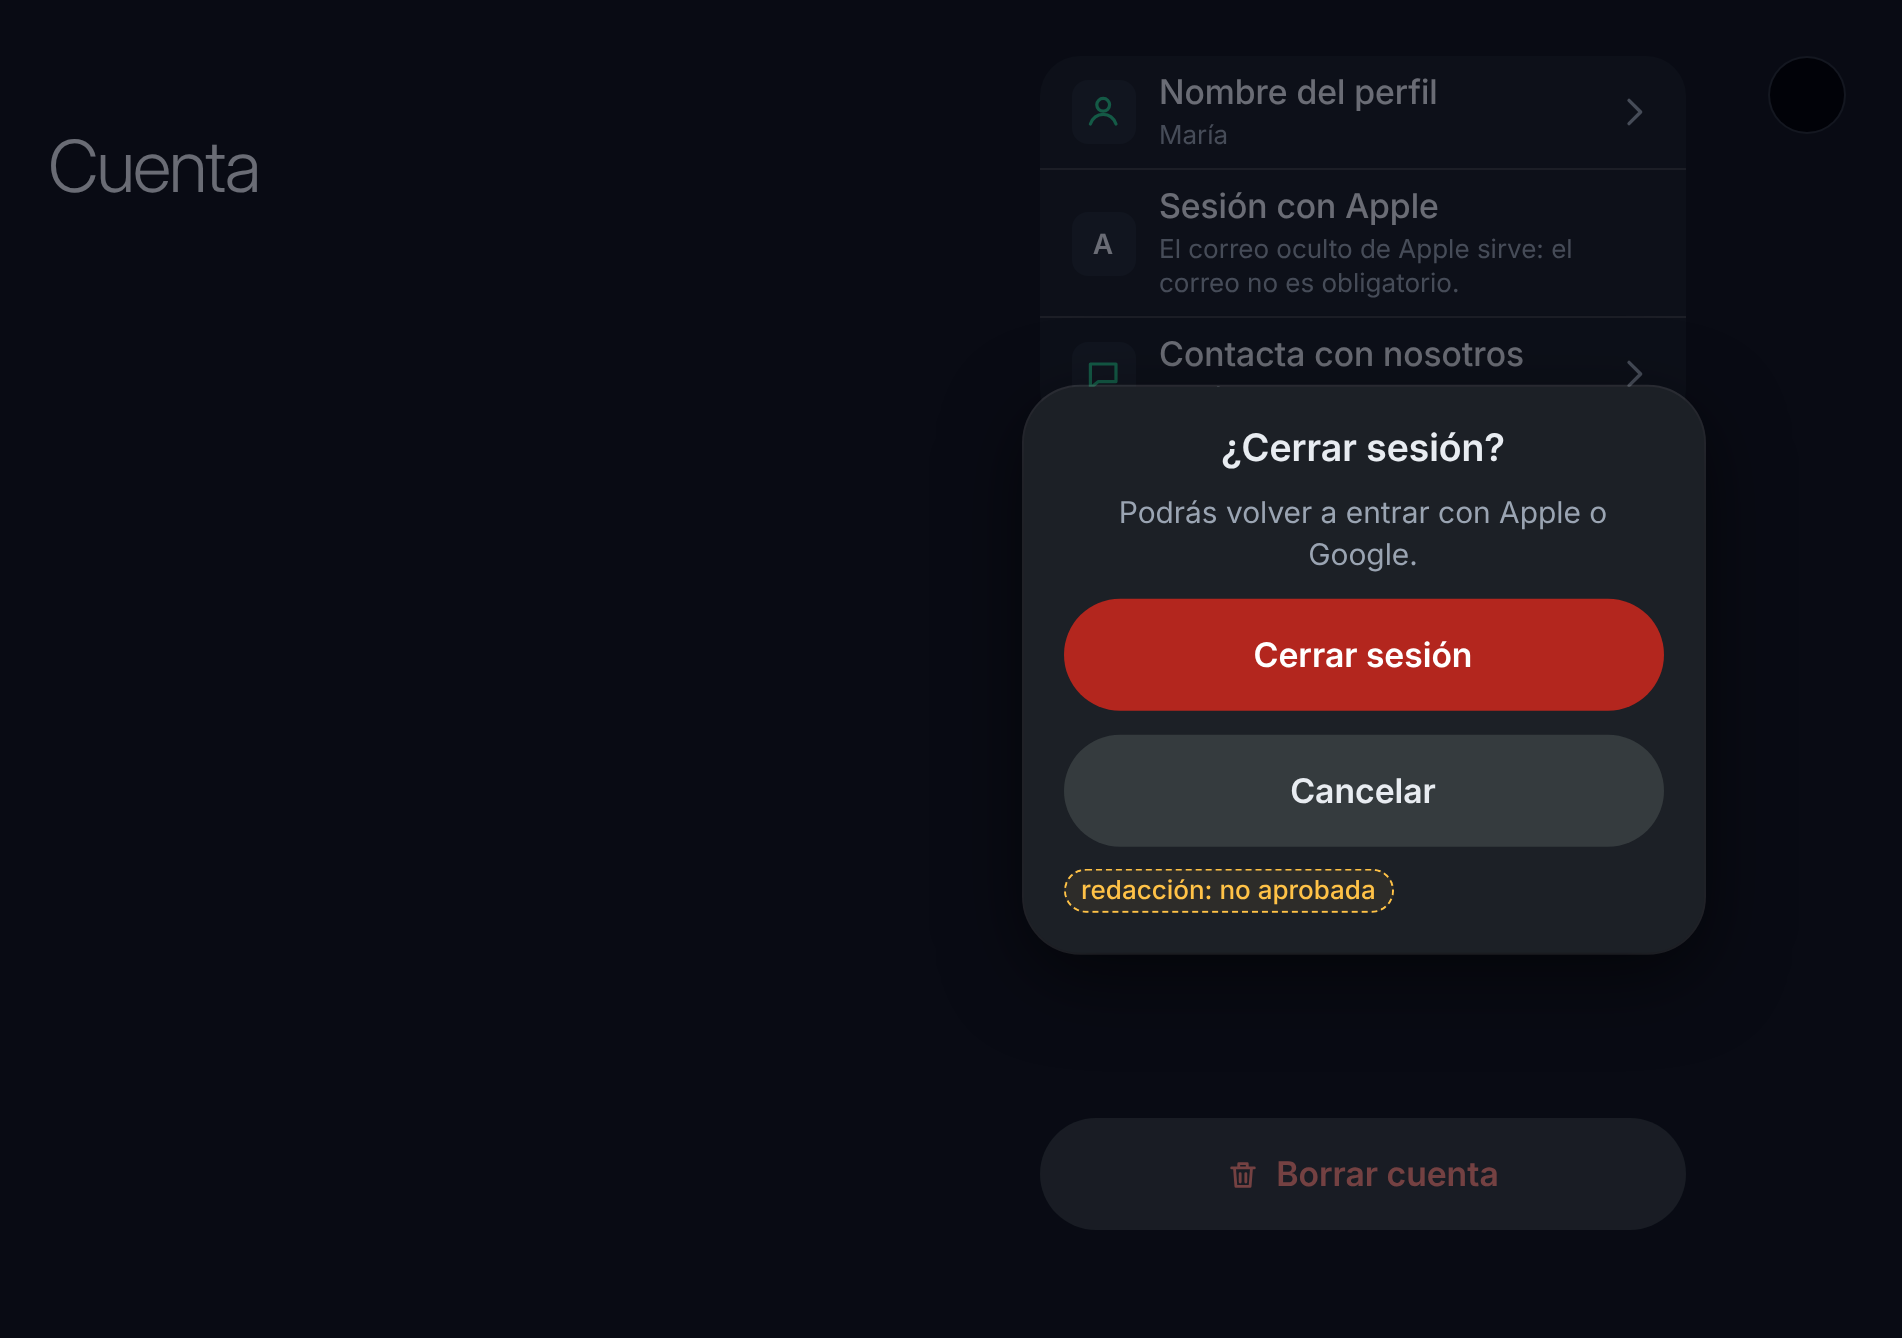 Cuenta
Nombre del perfil
María
A
Sesión con Apple
El correo oculto de Apple sirve: el
correo no es obligatorio.
Contacta con nosotros
¿Cerrar sesión?
Podrás volver a entrar con Apple o
Google.
Cerrar sesión
Cancelar
redacción: no aprobada
Borrar cuenta